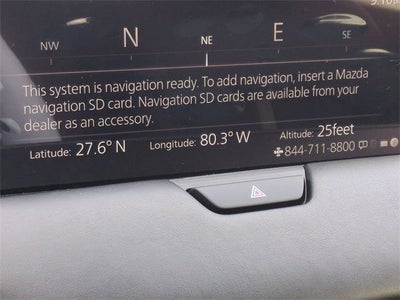 NW N NE E SE
This system is navigation ready. To add navigation, insert a Mazda
navigation SD card. Navigation SD cards are available from your
dealer as an accessory.
Latitude: 27.6° N Longitude: 80.3° W Altitude: 25feet
844-711-8800